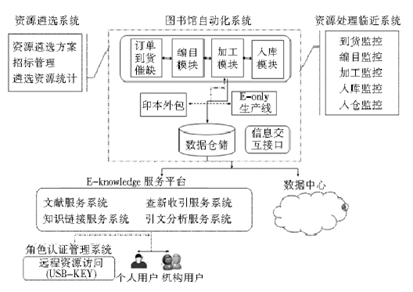 资源遴选系统
图书馆自动化系统
资源处理临近系统
资源遴选方案
招标管理
遴选资源统计
订单
到货
催缺
编目
模块
加工
模块
入库
模块
到货监控
编目监控
加工监控
入库监控
入仓监控
印本外包
E-only
生产线
数据仓储
信息交
互接口
E-knowledge 服务平台
文献服务系统
查新收引服务系统
知识链接服务系统
引文分析服务系统
数据中心
角色认证管理系统
远程资源访问
(USB-KEY)
个人用户
机构用户